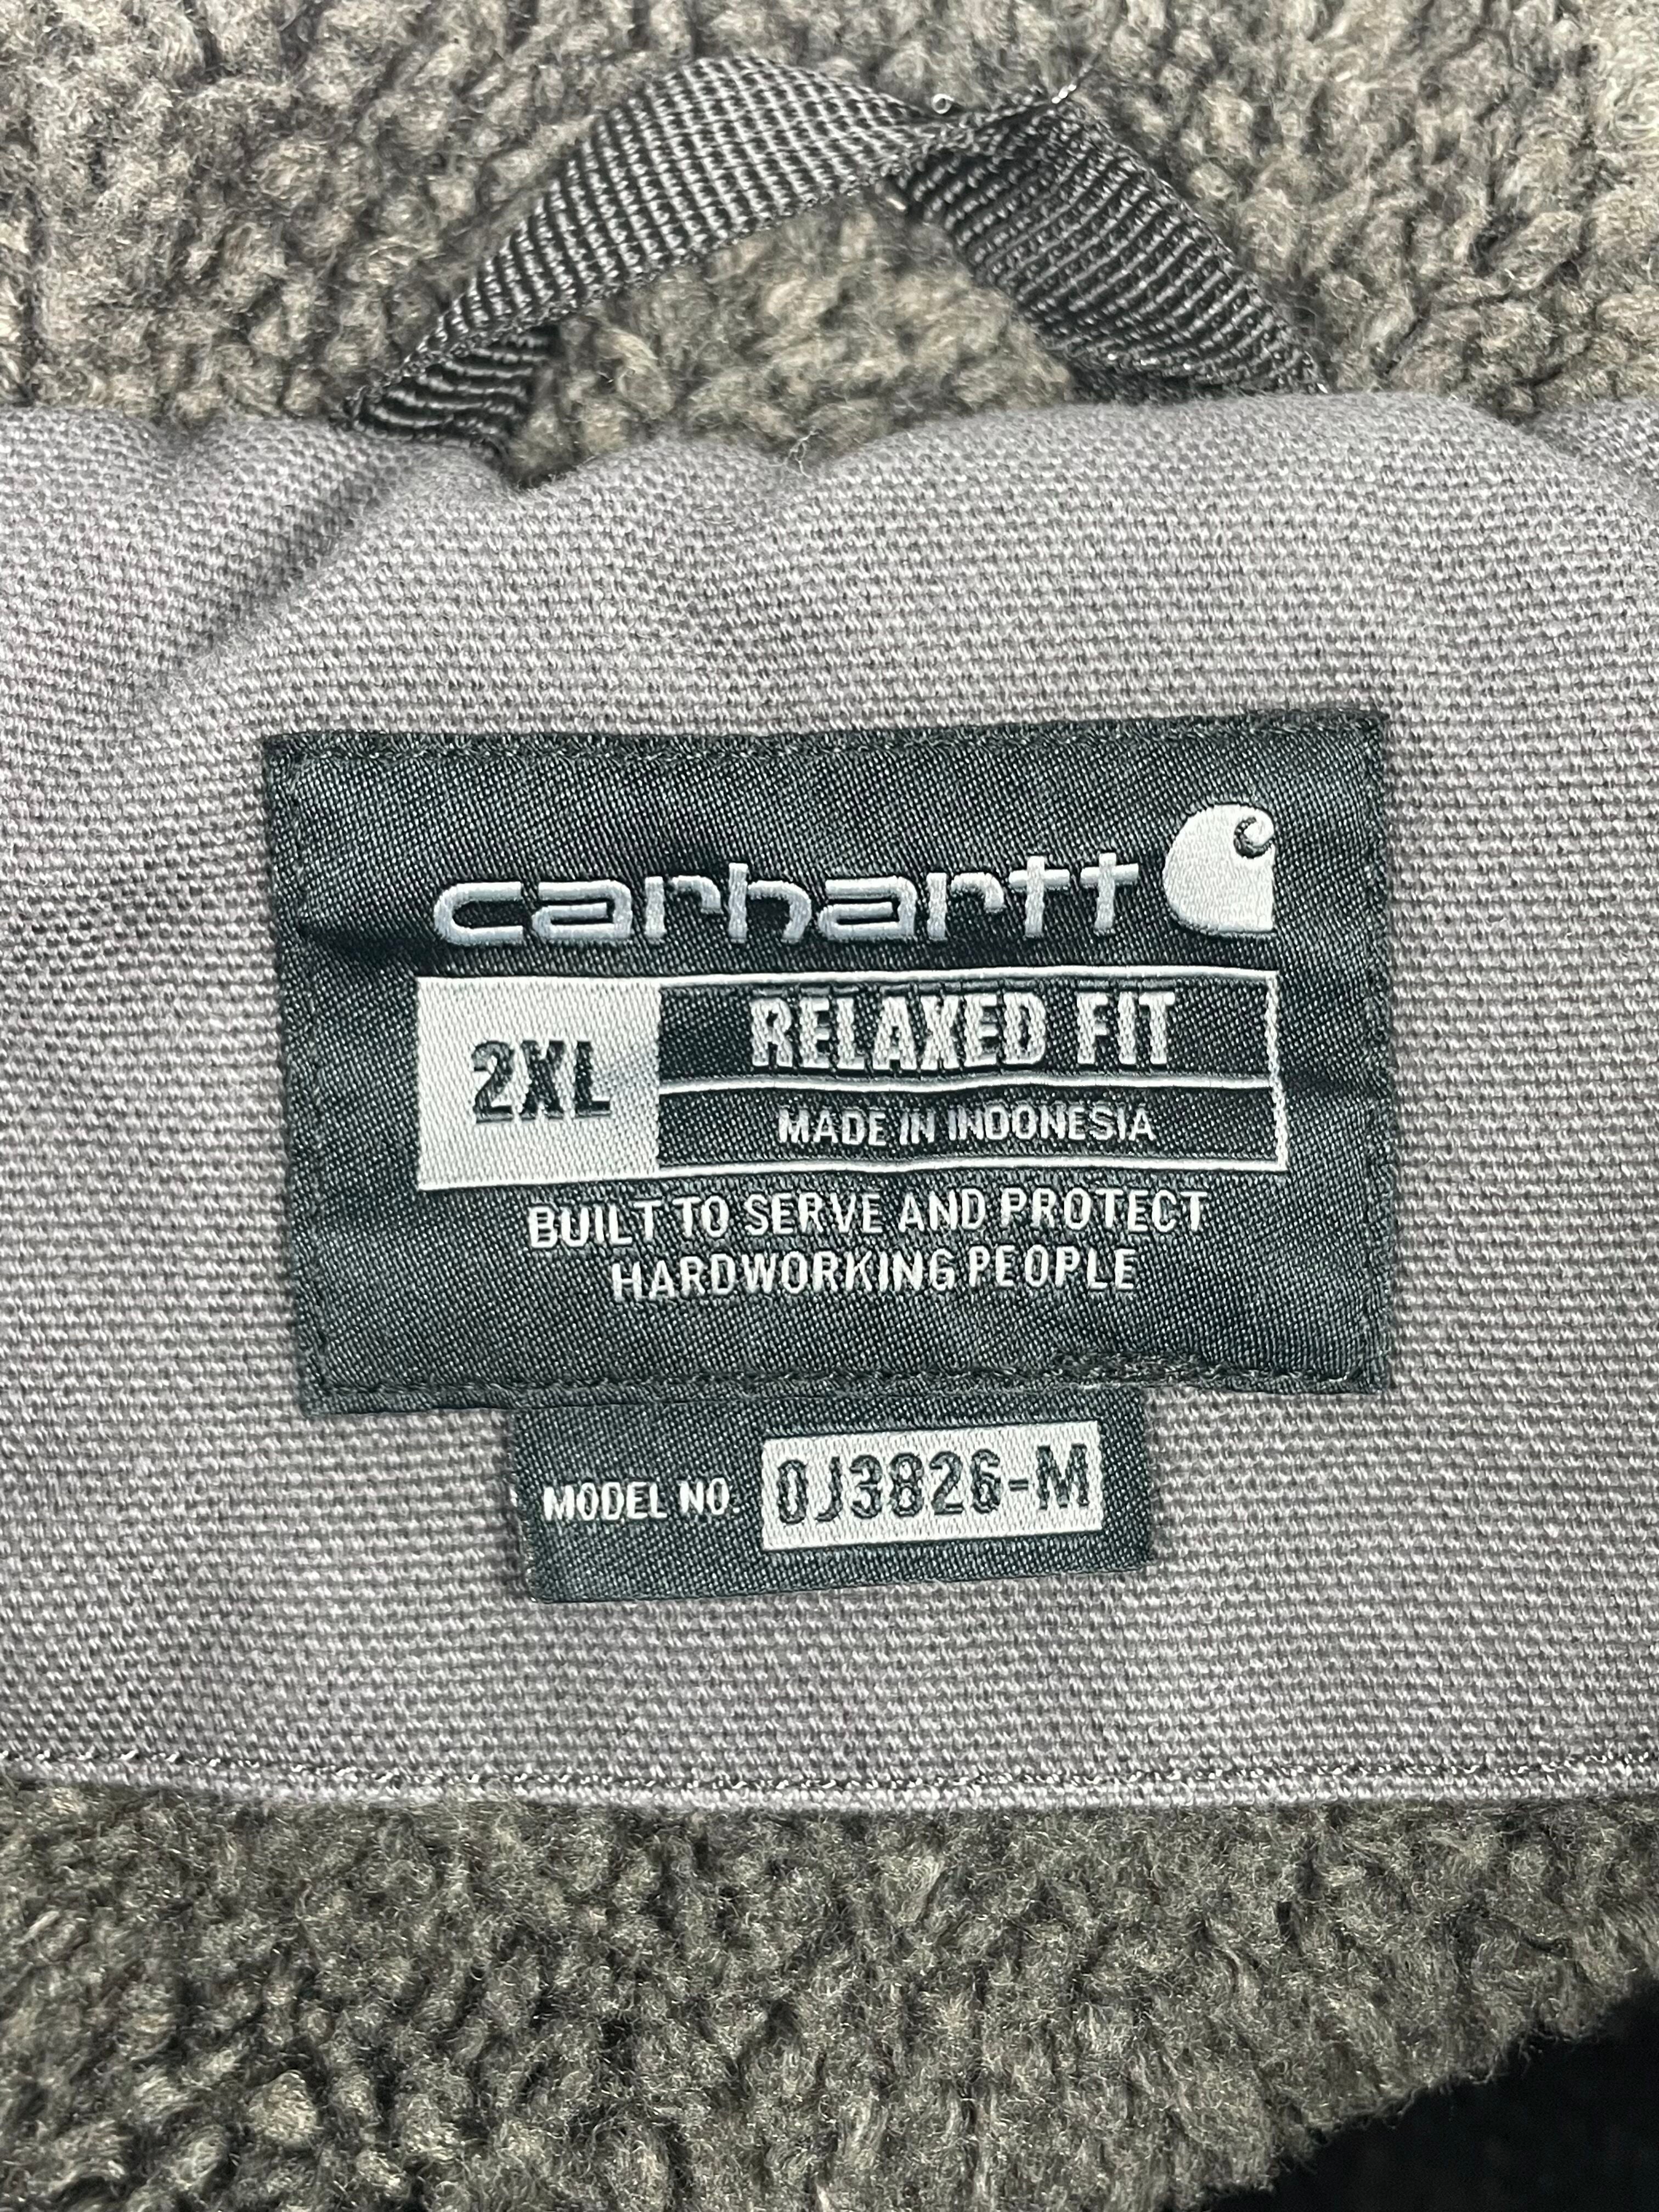 carhartt
2XL
RELAXED FIT
MADE IN INDONESIA
BUILT TO SERVE AND PROTECT
HARDWORKING PEOPLE
MODEL NO. OJ3826-M